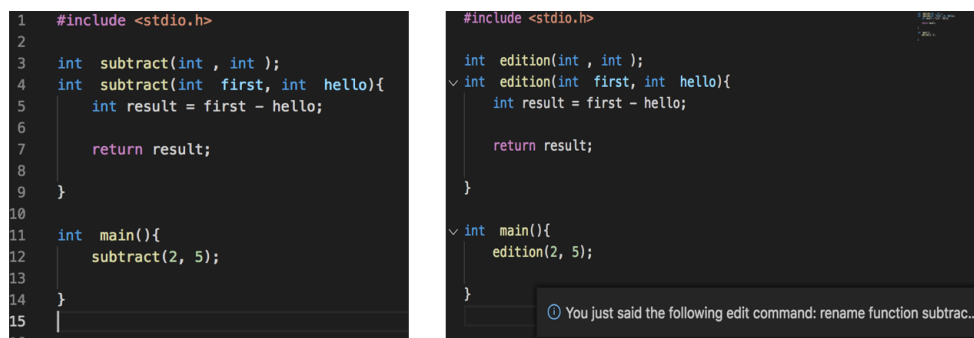 1 #include <stdio.h>
2
3 int subtract(int , int );
4 int subtract(int first, int hello){
5 int result = first - hello;
6
7 return result;
8
9 }
10
11 int main(){
12 subtract(2, 5);
13
14 }
15
#include <stdio.h>
int edition(int , int );
int edition(int first, int hello){
int result = first - hello;
return result;
}
int main(){
edition(2, 5);
}
You just said the following edit command: rename function subtrac...